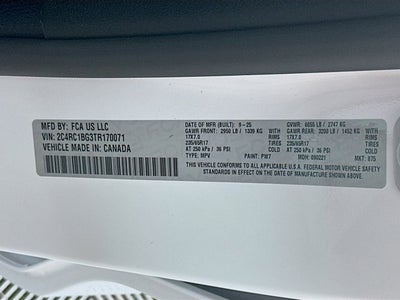 MFD BY: FCA US LLC
VIN: 2C4RC1BG3TR170071
VEHICLE MADE IN: CANADA
DATE OF MFR (BUILT): 9-25
GVWR: 6055 LB / 2747 KG
GAWR FRONT: 2950 LB / 1339 KG
GAWR REAR: 3200 LB / 1452 KG
17X7.0 RIMS
17X7.0 RIMS
235/65R17 TIRES
235/65R17 TIRES
AT 250 kPa / 36 PSI COLD
AT 250 kPa / 36 PSI COLD
TYPE: MPV PAINT: PW7 MDH: 090221 MKT: 875
THIS VEHICLE CONFORMS TO ALL APPLICABLE U.S.A. FEDERAL MOTOR VEHICLE SAFETY
STANDARDS IN EFFECT ON THE DATE OF MANUFACTURE SHOWN ABOVE